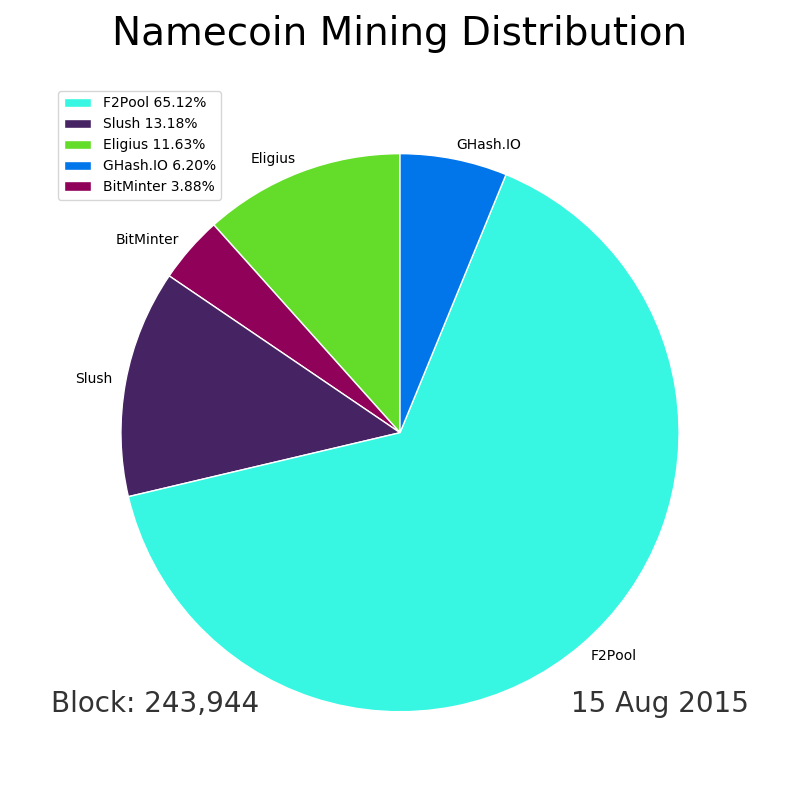 Namecoin Mining Distribution
F2Pool 65.12%
Slush 13.18%
Eligius 11.63%
GHash.IO 6.20%
BitMinter 3.88%
GHash.IO
Eligius
BitMinter
Slush
F2Pool
Block: 243,944
15 Aug 2015